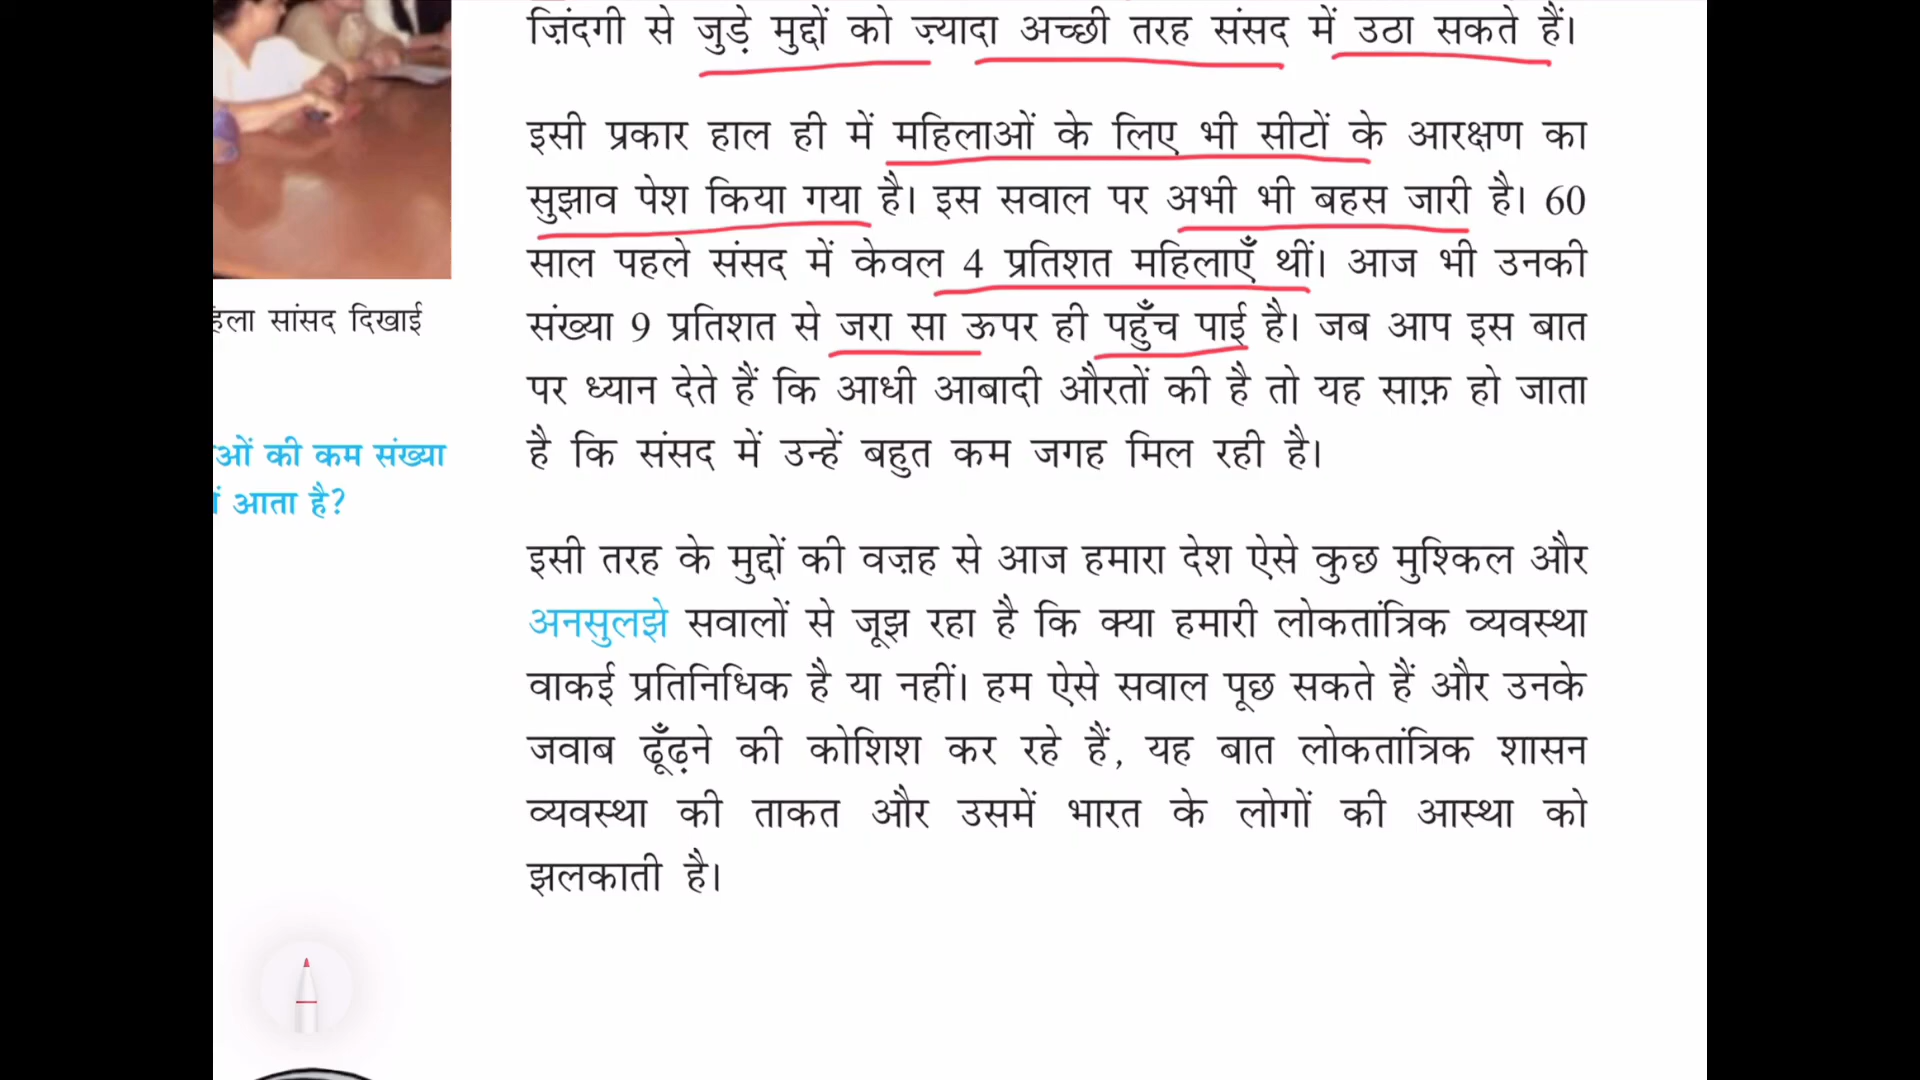 ज़िंदगी से जुड़े मुद्दों को ज़्यादा अच्छी तरह संसद में उठा सकते हैं।
इसी प्रकार हाल ही में महिलाओं के लिए भी सीटों के आरक्षण का
सुझाव पेश किया गया है। इस सवाल पर अभी भी बहस जारी है। 60
साल पहले संसद में केवल 4 प्रतिशत महिलाएँ थीं। आज भी उनकी
संख्या 9 प्रतिशत से जरा सा ऊपर ही पहुँच पाई है। जब आप इस बात
पर ध्यान देते हैं कि आधी आबादी औरतों की है तो यह साफ़ हो जाता
है कि संसद में उन्हें बहुत कम जगह मिल रही है।
इसी तरह के मुद्दों की वज़ह से आज हमारा देश ऐसे कुछ मुश्किल और
अनसुलझे सवालों से जूझ रहा है कि क्या हमारी लोकतांत्रिक व्यवस्था
वाकई प्रतिनिधिक है या नहीं। हम ऐसे सवाल पूछ सकते हैं और उनके
जवाब ढूँढ़ने की कोशिश कर रहे हैं, यह बात लोकतांत्रिक शासन
व्यवस्था की ताकत और उसमें भारत के लोगों की आस्था को
झलकाती है।
सांसद दिखाई
की कम संख्या
आता है?